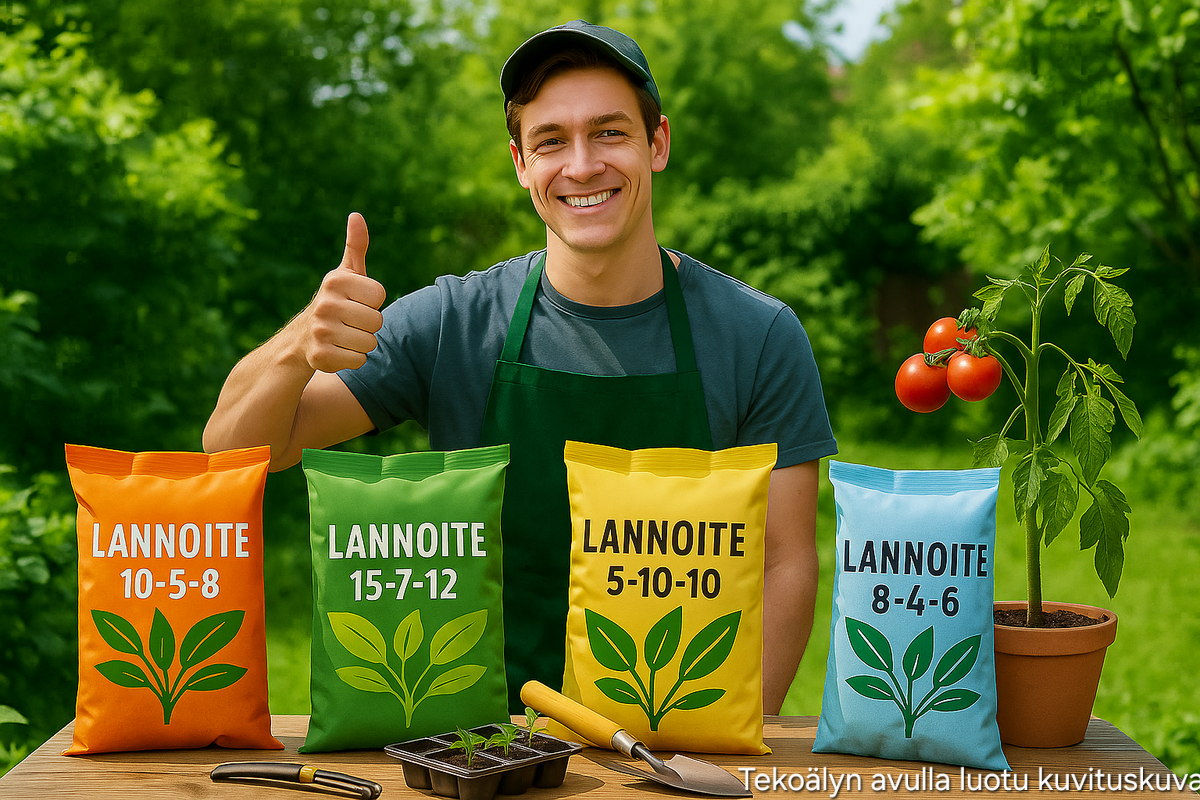 LANNOITE
10-5-8
LANNOITE
15-7-12
LANNOITE
5-10-10
LANNOITE
8-4-6
Tekoälyn avulla luotu kuvituskuva